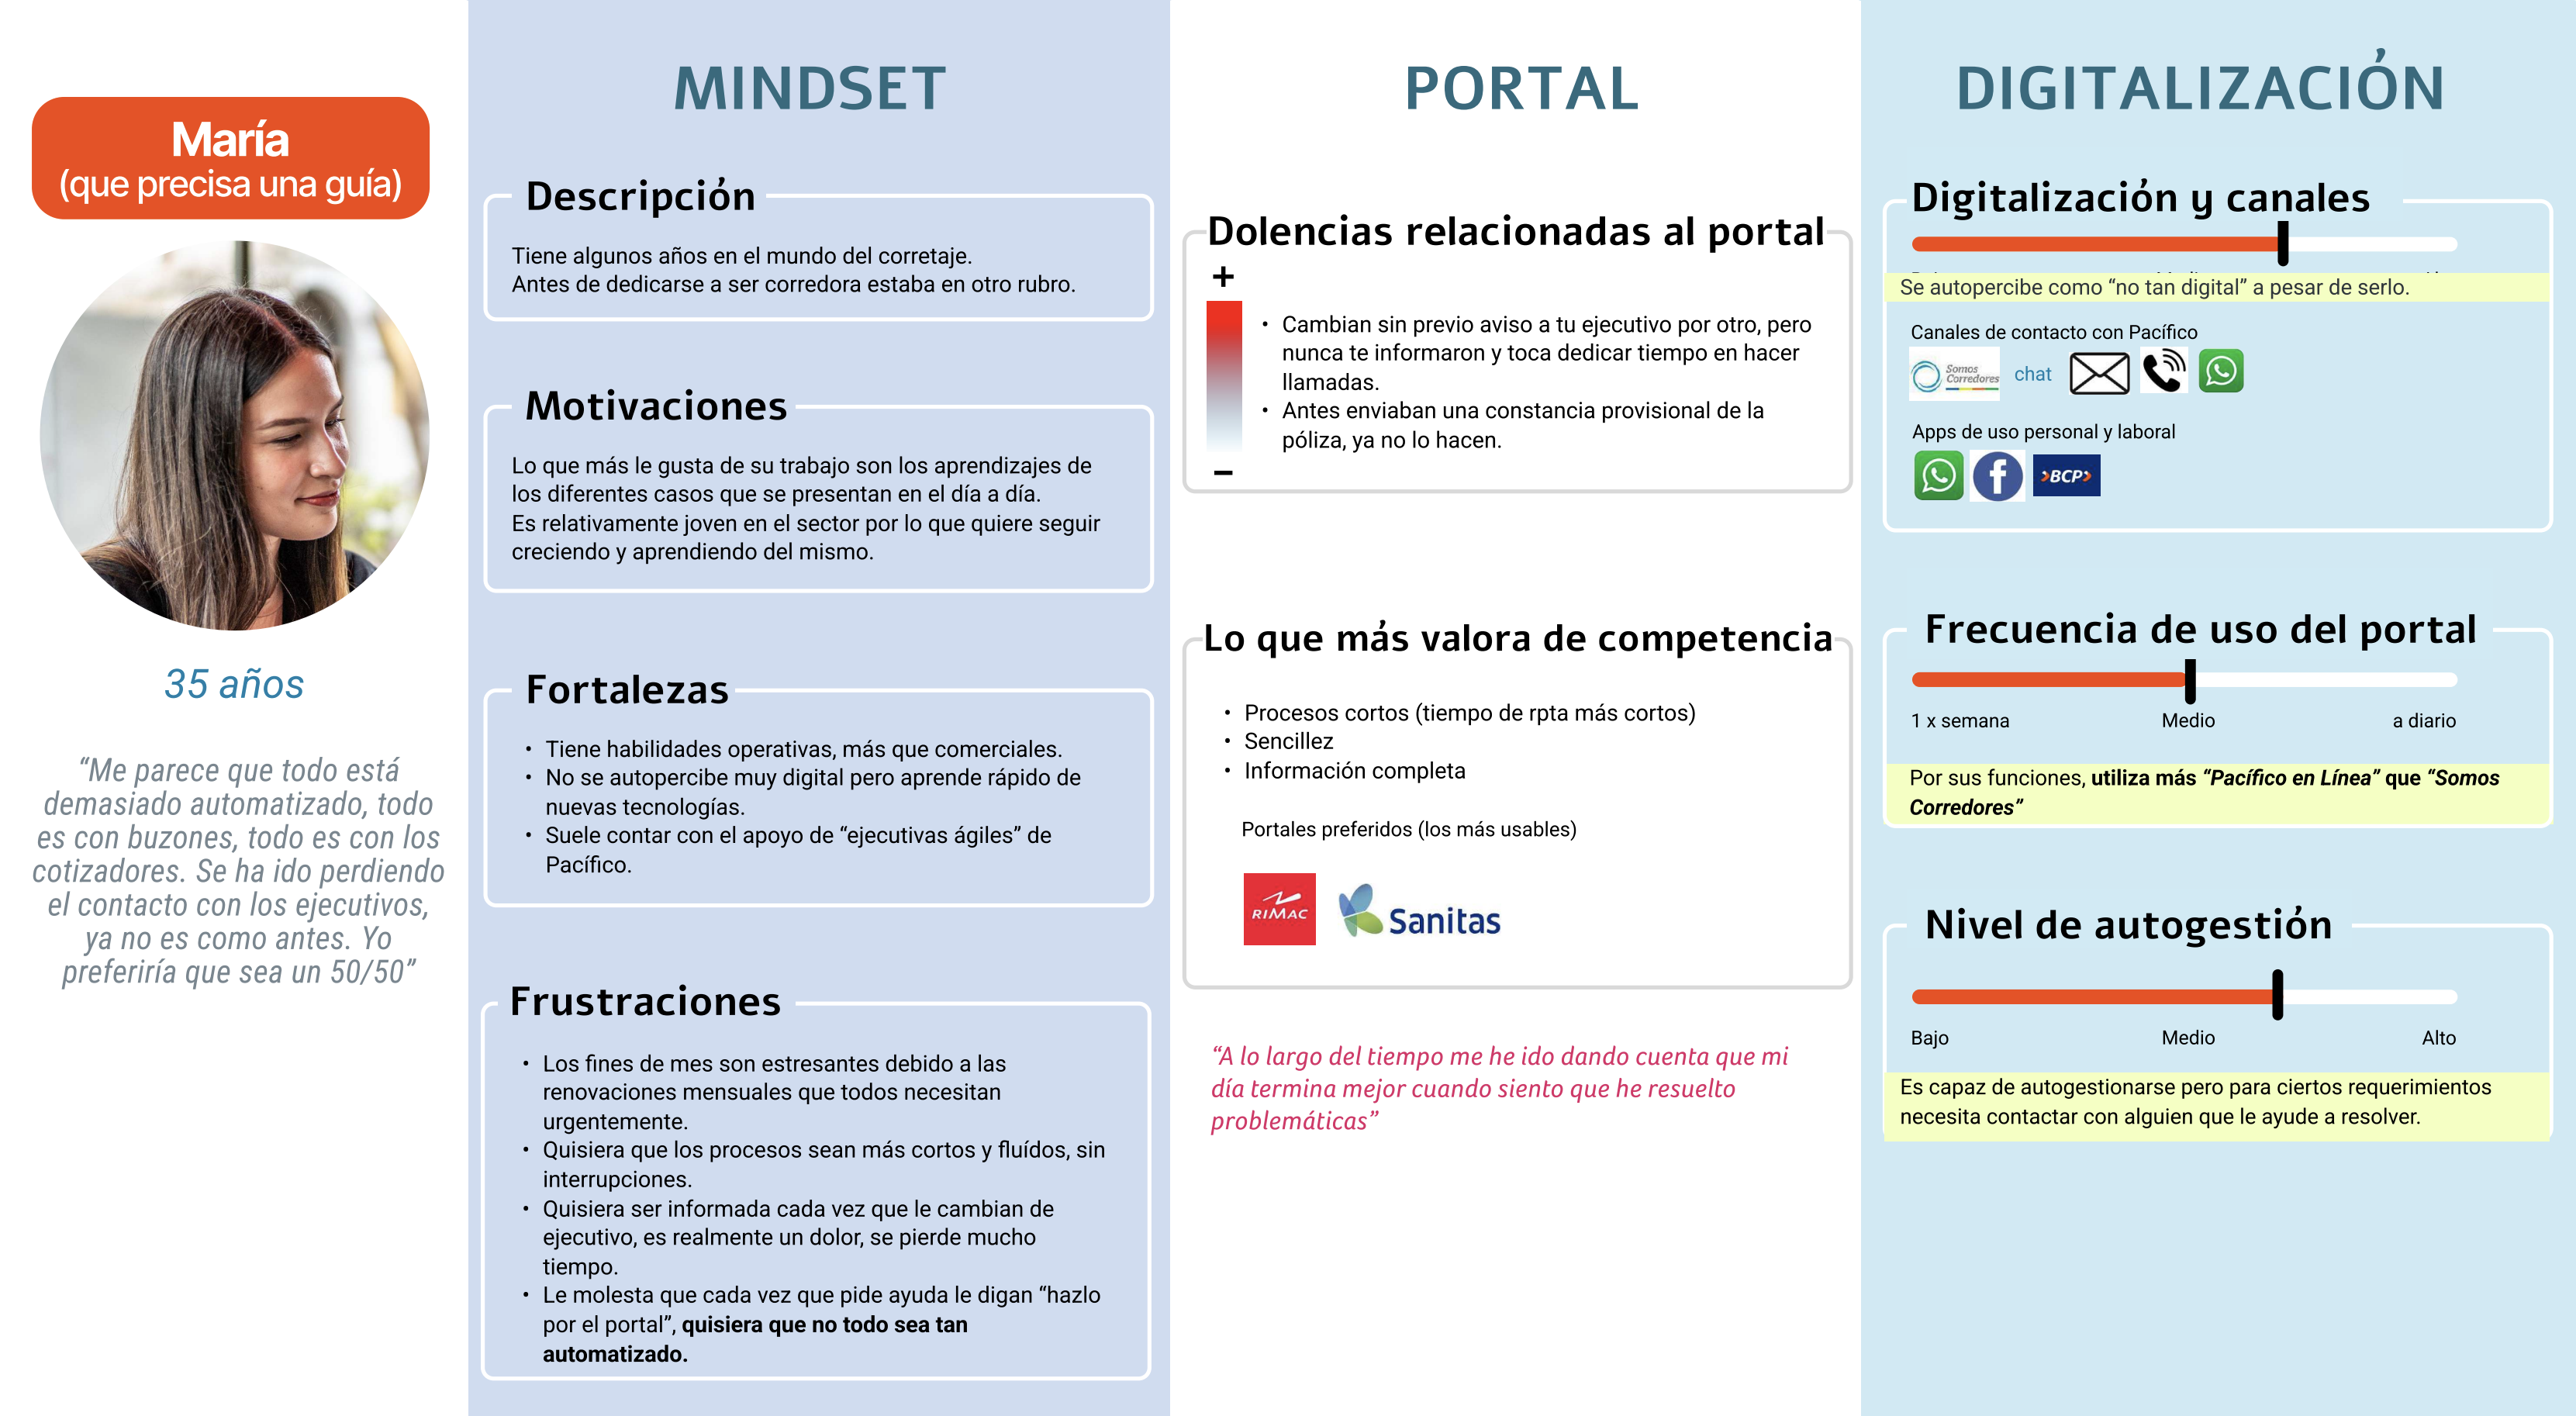 María
(que precisa una guía)
35 años
“Me parece que todo está
demasiado automatizado, todo
es con buzones, todo es con los
cotizadores. Se ha ido perdiendo
el contacto con los ejecutivos,
ya no es como antes. Yo
preferiría que sea un 50/50”
MINDSET
Descripción
Tiene algunos años en el mundo del corretaje.
Antes de dedicarse a ser corredora estaba en otro rubro.
Motivaciones
Lo que más le gusta de su trabajo son los aprendizajes de
los diferentes casos que se presentan en el día a día.
Es relativamente joven en el sector por lo que quiere seguir
creciendo y aprendiendo del mismo.
Fortalezas
• Tiene habilidades operativas, más que comerciales.
• No se autopercibe muy digital pero aprende rápido de
nuevas tecnologías.
• Suele contar con el apoyo de “ejecutivas ágiles” de
Pacífico.
Frustraciones
• Los fines de mes son estresantes debido a las
renovaciones mensuales que todos necesitan
urgentemente.
• Quisiera que los procesos sean más cortos y fluídos, sin
interrupciones.
• Quisiera ser informada cada vez que le cambian de
ejecutivo, es realmente un dolor, se pierde mucho
tiempo.
• Le molesta que cada vez que pide ayuda le digan “hazlo
por el portal”, quisiera que no todo sea tan
automatizado.
PORTAL
Dolencias relacionadas al portal
+
• Cambian sin previo aviso a tu ejecutivo por otro, pero
nunca te informaron y toca dedicar tiempo en hacer
llamadas.
• Antes enviaban una constancia provisional de la
póliza, ya no lo hacen.
–
Lo que más valora de competencia
• Procesos cortos (tiempo de rpta más cortos)
• Sencillez
• Información completa
Portales preferidos (los más usables)
RIMAC
Sanitas
“A lo largo del tiempo me he ido dando cuenta que mi
día termina mejor cuando siento que he resuelto
problemáticas”
DIGITALIZACIÓN
Digitalización y canales
Se autopercibe como “no tan digital” a pesar de serlo.
Canales de contacto con Pacífico
Somos
Corredores
chat
Apps de uso personal y laboral
f
›BCP›
Frecuencia de uso del portal
1 x semana Medio a diario
Por sus funciones, utiliza más “Pacífico en Línea” que “Somos
Corredores”
Nivel de autogestión
Bajo Medio Alto
Es capaz de autogestionarse pero para ciertos requerimientos
necesita contactar con alguien que le ayude a resolver.